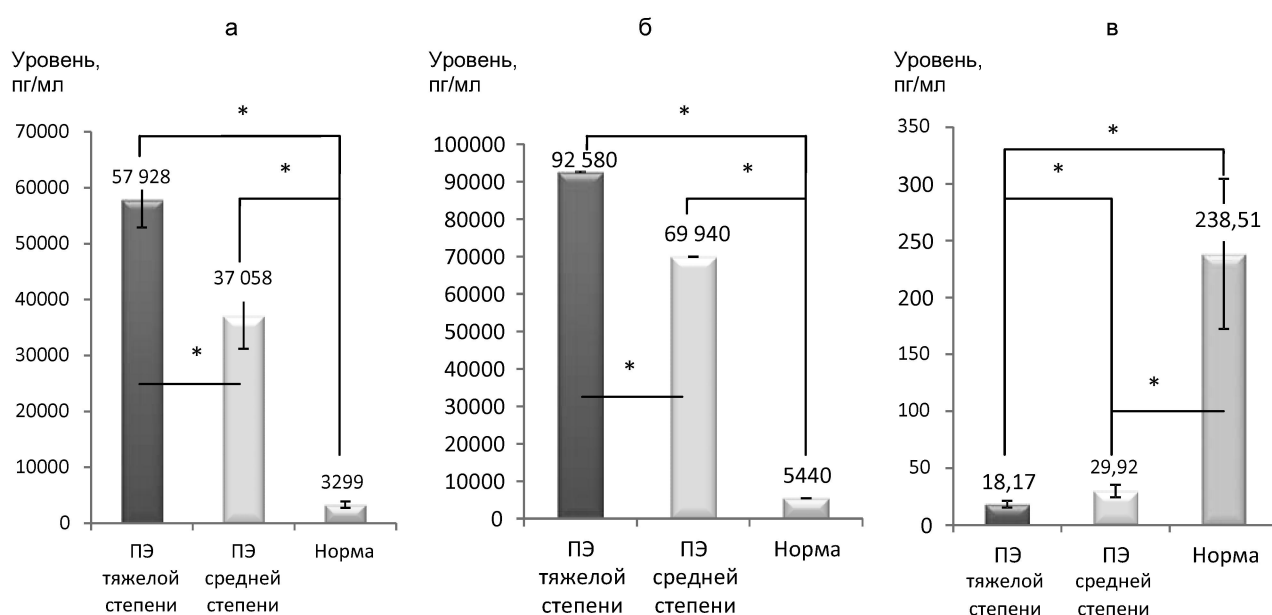 а
Уровень,
пг/мл
*
70000
57 928
60000
*
50000
37 058
40000
30000
*
20000
10000
3299
0
ПЭ
тяжелой
степени
ПЭ
средней
степени
Норма
б
Уровень,
пг/мл
*
100000
92 580
90000
*
80000
69 940
70000
60000
50000
40000
*
30000
20000
10000
5440
0
ПЭ
тяжелой
степени
ПЭ
средней
степени
Норма
в
Уровень,
пг/мл
350
*
*
300
238,51
250
200
150
*
100
50
18,17
29,92
0
ПЭ
тяжелой
степени
ПЭ
средней
степени
Норма